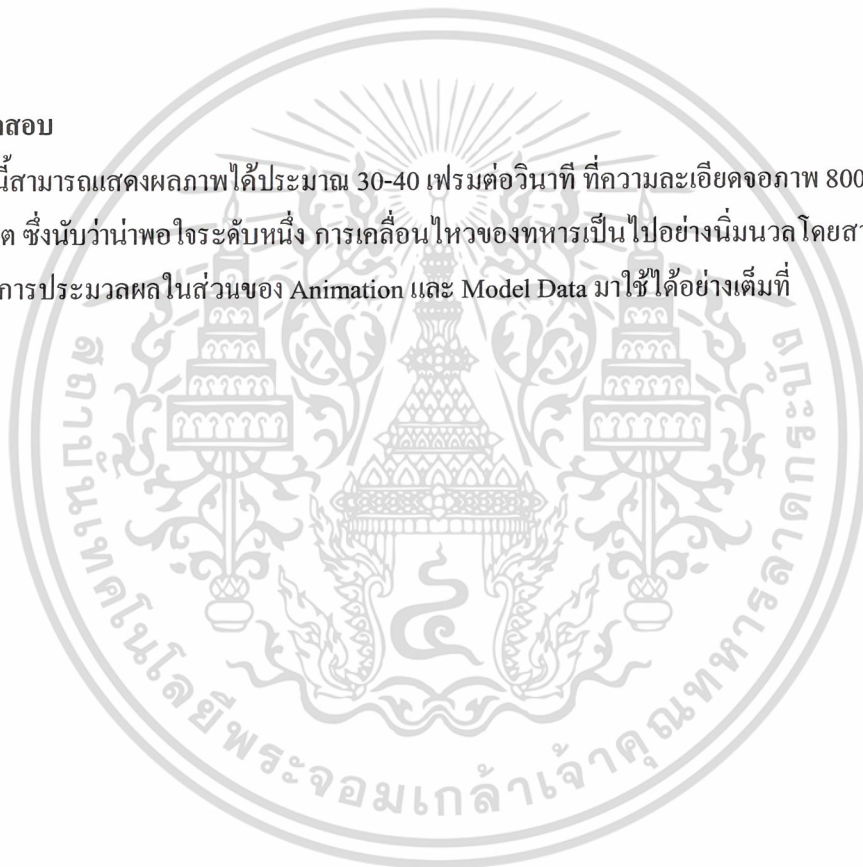 สอบ
นี้สามารถแสดงผลภาพได้ประมาณ 30-40 เฟรมต่อวินาที ที่ความละเอียดจอภาพ 800
ต ซึ่งนับว่าน่าพอใจระดับหนึ่ง การเคลื่อนไหวของทหารเป็นไปอย่างนิ่มนวลโดยสา
การประมวลผลในส่วนของ Animation และ Model Data มาใช้ได้อย่างเต็มที่
สถาบันเทคโนโลยีพระจอมเกล้าเจ้าคุณทหารลาดกระบัง